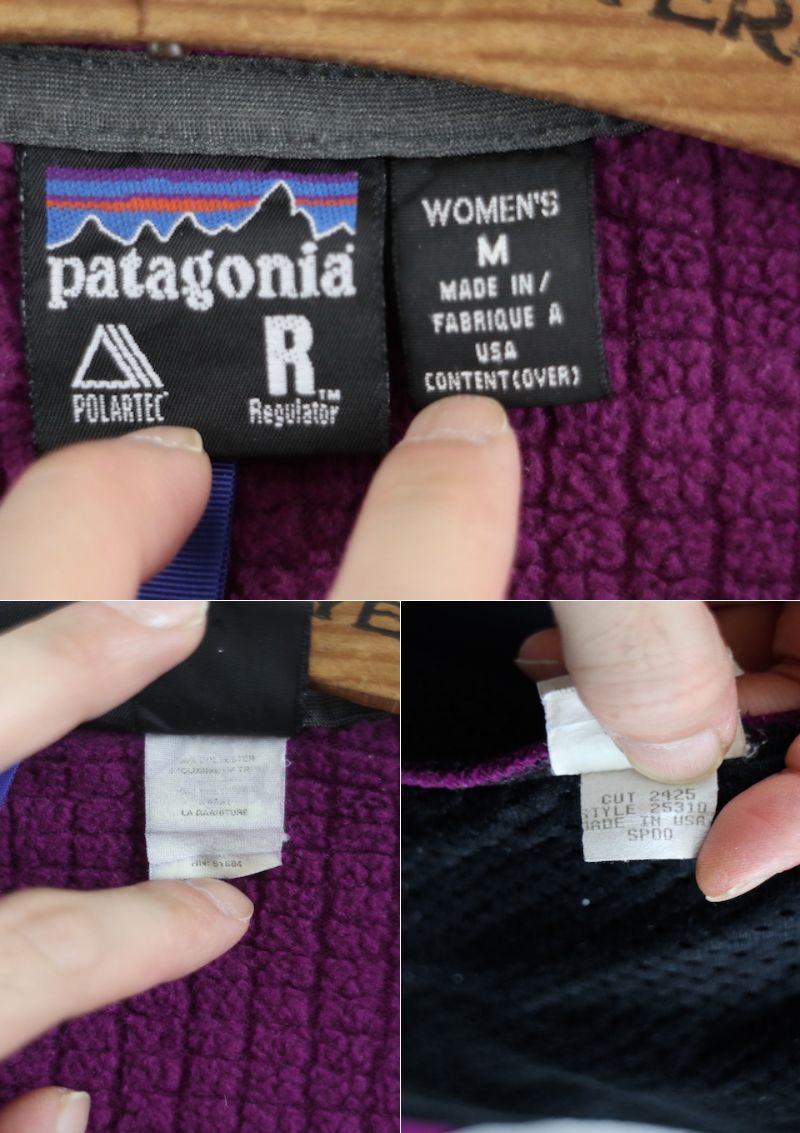 patagonia
POLARTEC
R™
Regulator
WOMEN'S
M
MADE IN /
FABRIQUE A
USA
CONTENT(OVER)
LA GARNITURE
CUT 2425
STYLE 25310
MADE IN USA
SP00